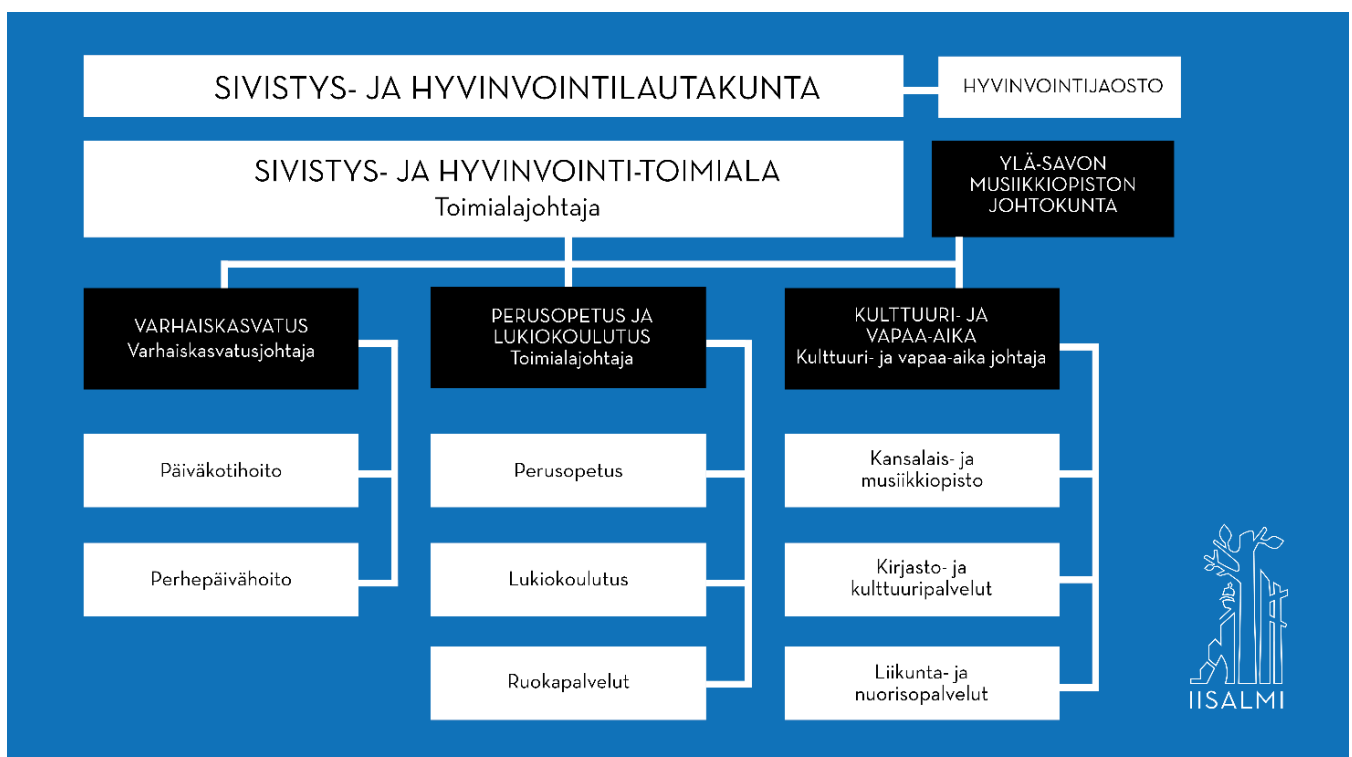 SIVISTYS- JA HYVINVOINTILAUTAKUNTA
HYVINVOINTIJAOSTO
SIVISTYS- JA HYVINVOINTI-TOIMIALA
Toimialajohtaja
YLÄ-SAVON
MUSIIKKIOPISTON
JOHTOKUNTA
VARHAISKASVATUS
Varhaiskasvatusjohtaja
PERUSOPETUS JA
LUKIOKOULUTUS
Toimialajohtaja
KULTTUURI- JA
VAPAA-AIKA
Kulttuuri- ja vapaa-aika johtaja
Päiväkotihoito
Perusopetus
Kansalais- ja
musiikkiopisto
Perhepäivähoito
Lukiokoulutus
Kirjasto- ja
kulttuuripalvelut
Ruokapalvelut
Liikunta- ja
nuorisopalvelut
IISALMI